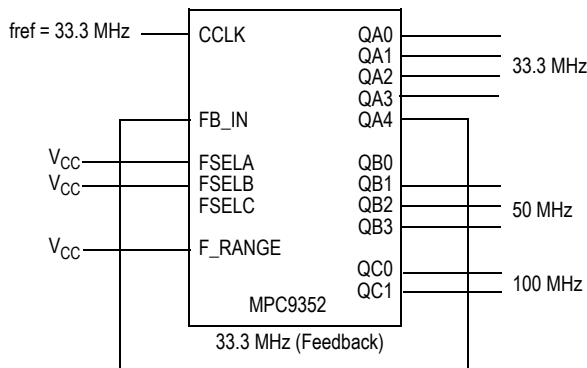 fref = 33.3 MHz
CCLK
QA0
QA1
33.3 MHz
QA2
QA3
FB_IN
QA4
VCC
FSELA
QB0
VCC
FSELB
QB1
FSELC
QB2
50 MHz
QB3
VCC
F_RANGE
QC0
100 MHz
QC1
MPC9352
33.3 MHz (Feedback)